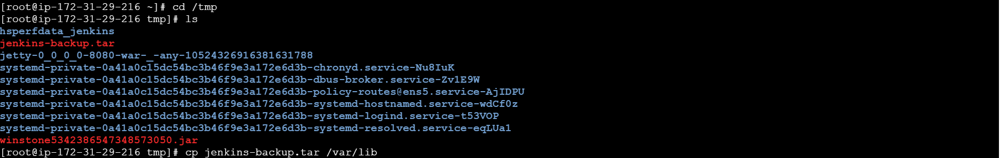 [root@ip-172-31-29-216 ~]# cd /tmp
[root@ip-172-31-29-216 tmp]# ls
hsperfdata_jenkins
jenkins-backup.tar
jetty-0_0_0_0-8080-war-_-any-10524326916381631788
systemd-private-0a41a0c15dc54bc3b46f9e3a172e6d3b-chronyd.service-Nu8IuK
systemd-private-0a41a0c15dc54bc3b46f9e3a172e6d3b-dbus-broker.service-Zv1E9W
systemd-private-0a41a0c15dc54bc3b46f9e3a172e6d3b-policy-routes@ens5.service-AjIDPU
systemd-private-0a41a0c15dc54bc3b46f9e3a172e6d3b-systemd-hostnamed.service-wdCf0z
systemd-private-0a41a0c15dc54bc3b46f9e3a172e6d3b-systemd-logind.service-t53VOP
systemd-private-0a41a0c15dc54bc3b46f9e3a172e6d3b-systemd-resolved.service-eqLUa1
winstone5342386547348573050.jar
[root@ip-172-31-29-216 tmp]# cp jenkins-backup.tar /var/lib